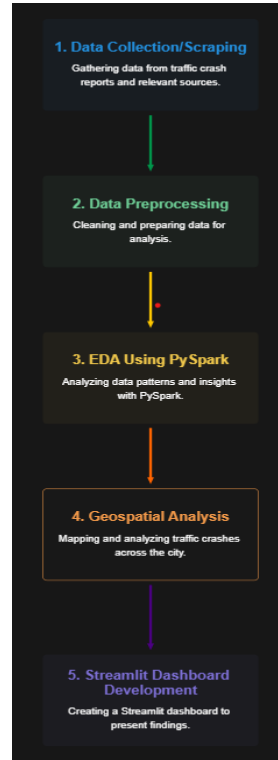 1. Data Collection/Scraping
Gathering data from traffic crash
reports and relevant sources.
2. Data Preprocessing
Cleaning and preparing data for
analysis.
3. EDA Using PySpark
Analyzing data patterns and insights
with PySpark.
4. Geospatial Analysis
Mapping and analyzing traffic crashes
across the city.
5. Streamlit Dashboard
Development
Creating a Streamlit dashboard to
present findings.